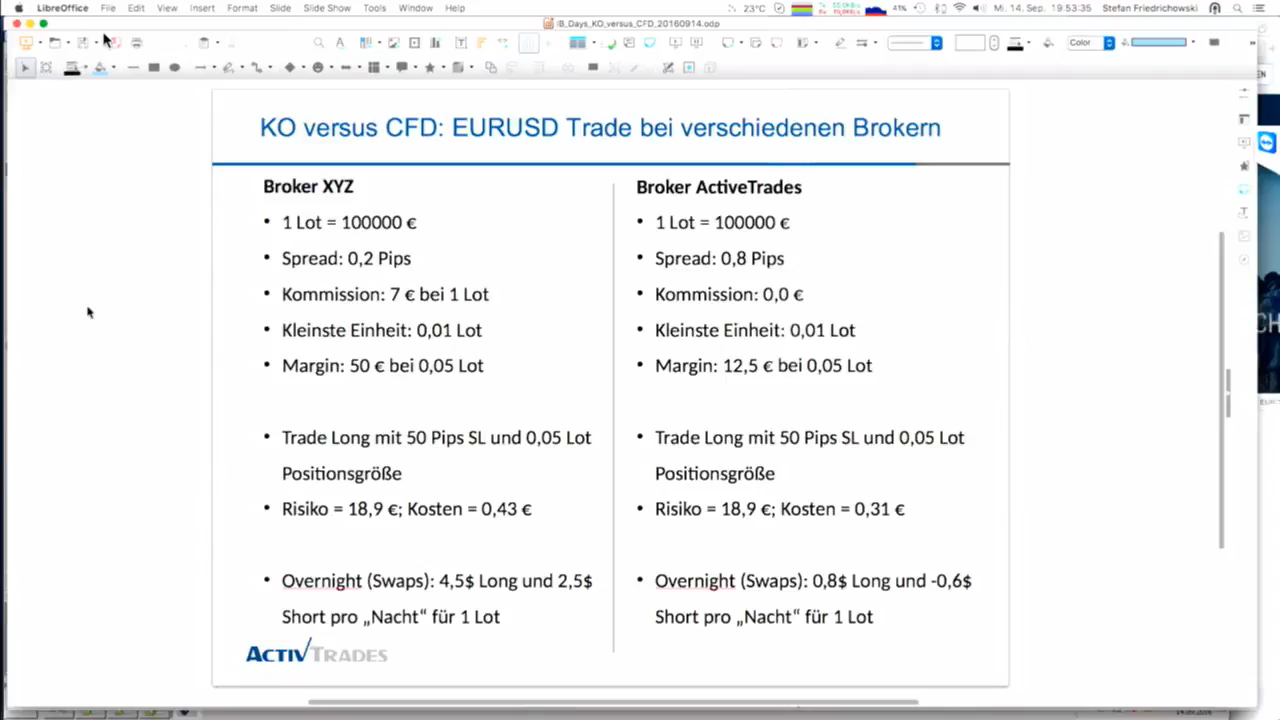 LibreOffice File Edit View Insert Format Slide Slide Show Tools Window Help 23°C 41% Mi. 14. Sep. 19:53:35 Stefan Friedrichowski
IB_Days_KO_versus_CFD_20160914.odp
Color
KO versus CFD: EURUSD Trade bei verschiedenen Brokern
Broker XYZ
• 1 Lot = 100000 €
• Spread: 0,2 Pips
• Kommission: 7 € bei 1 Lot
• Kleinste Einheit: 0,01 Lot
• Margin: 50 € bei 0,05 Lot
• Trade Long mit 50 Pips SL und 0,05 Lot
Positionsgröße
• Risiko = 18,9 €; Kosten = 0,43 €
• Overnight (Swaps): 4,5$ Long und 2,5$
Short pro „Nacht“ für 1 Lot
Broker ActiveTrades
• 1 Lot = 100000 €
• Spread: 0,8 Pips
• Kommission: 0,0 €
• Kleinste Einheit: 0,01 Lot
• Margin: 12,5 € bei 0,05 Lot
• Trade Long mit 50 Pips SL und 0,05 Lot
Positionsgröße
• Risiko = 18,9 €; Kosten = 0,31 €
• Overnight (Swaps): 0,8$ Long und -0,6$
Short pro „Nacht“ für 1 Lot
ACTIVTRADES